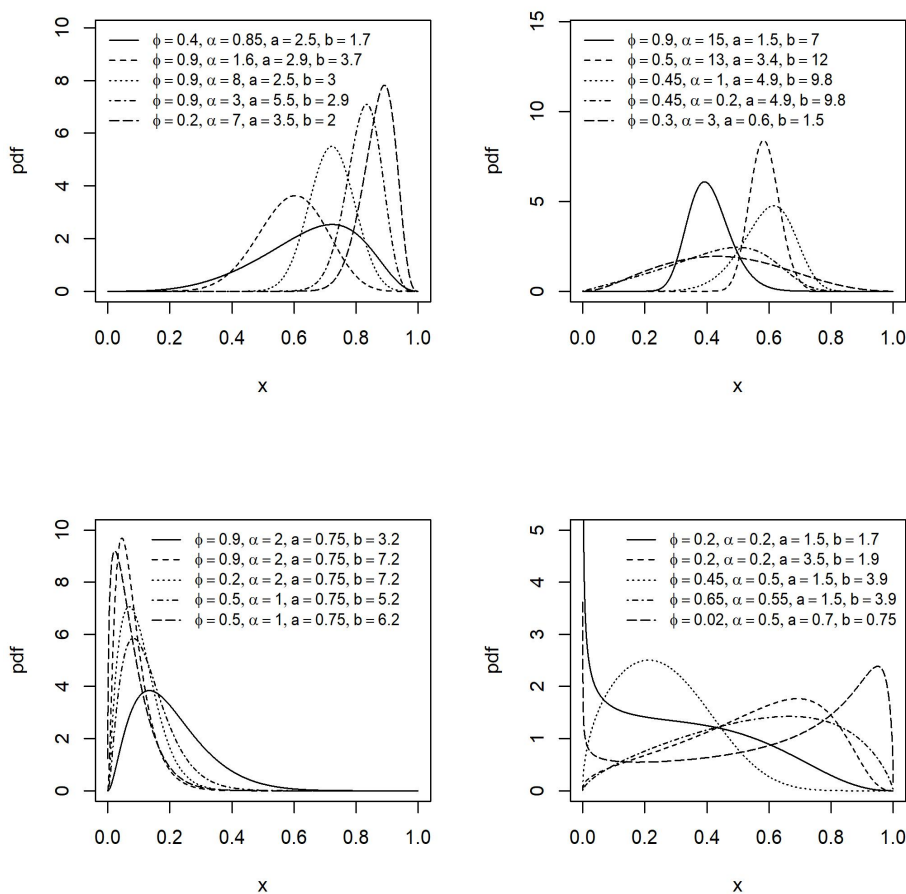 pdf
10
8
6
4
2
0
ϕ = 0.4, α = 0.85, a = 2.5, b = 1.7
ϕ = 0.9, α = 1.6, a = 2.9, b = 3.7
ϕ = 0.9, α = 8, a = 2.5, b = 3
ϕ = 0.9, α = 3, a = 5.5, b = 2.9
ϕ = 0.2, α = 7, a = 3.5, b = 2
0.0 0.2 0.4 0.6 0.8 1.0
x
pdf
15
10
5
0
ϕ = 0.9, α = 15, a = 1.5, b = 7
ϕ = 0.5, α = 13, a = 3.4, b = 12
ϕ = 0.45, α = 1, a = 4.9, b = 9.8
ϕ = 0.45, α = 0.2, a = 4.9, b = 9.8
ϕ = 0.3, α = 3, a = 0.6, b = 1.5
0.0 0.2 0.4 0.6 0.8 1.0
x
pdf
10
8
6
4
2
0
ϕ = 0.9, α = 2, a = 0.75, b = 3.2
ϕ = 0.9, α = 2, a = 0.75, b = 7.2
ϕ = 0.2, α = 2, a = 0.75, b = 7.2
ϕ = 0.5, α = 1, a = 0.75, b = 5.2
ϕ = 0.5, α = 1, a = 0.75, b = 6.2
0.0 0.2 0.4 0.6 0.8 1.0
x
pdf
5
4
3
2
1
0
ϕ = 0.2, α = 0.2, a = 1.5, b = 1.7
ϕ = 0.2, α = 0.2, a = 3.5, b = 1.9
ϕ = 0.45, α = 0.5, a = 1.5, b = 3.9
ϕ = 0.65, α = 0.55, a = 1.5, b = 3.9
ϕ = 0.02, α = 0.5, a = 0.7, b = 0.75
0.0 0.2 0.4 0.6 0.8 1.0
x